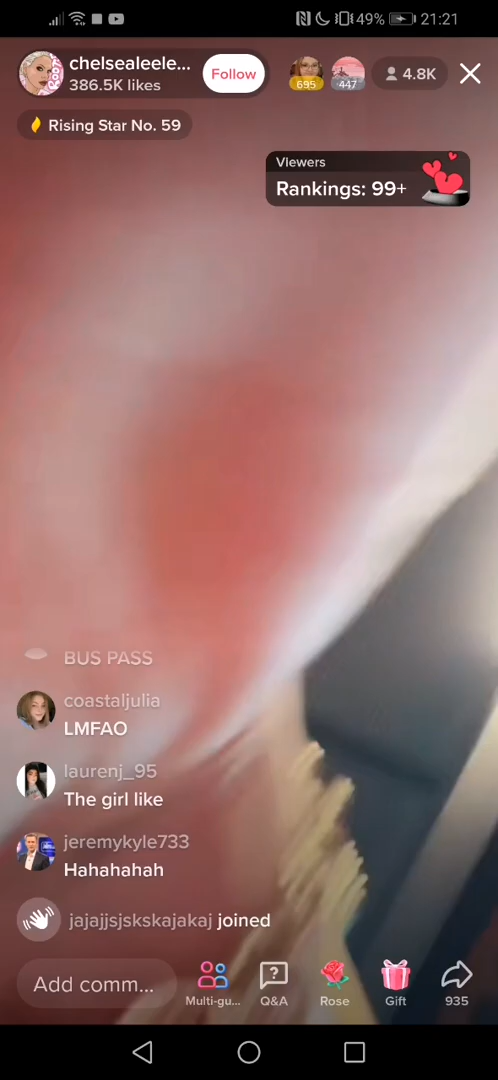 49% 21:21
chelsealeele...
386.5K likes
Follow
695
447
4.8K
Rising Star No. 59
Viewers
Rankings: 99+
BUS PASS
coastaljulia
LMFAO
laurenj_95
The girl like
jeremykyle733
Hahahahah
jajajjsjskskajakaj joined
Add comm...
Multi-gu...
Q&A
Rose
Gift
935